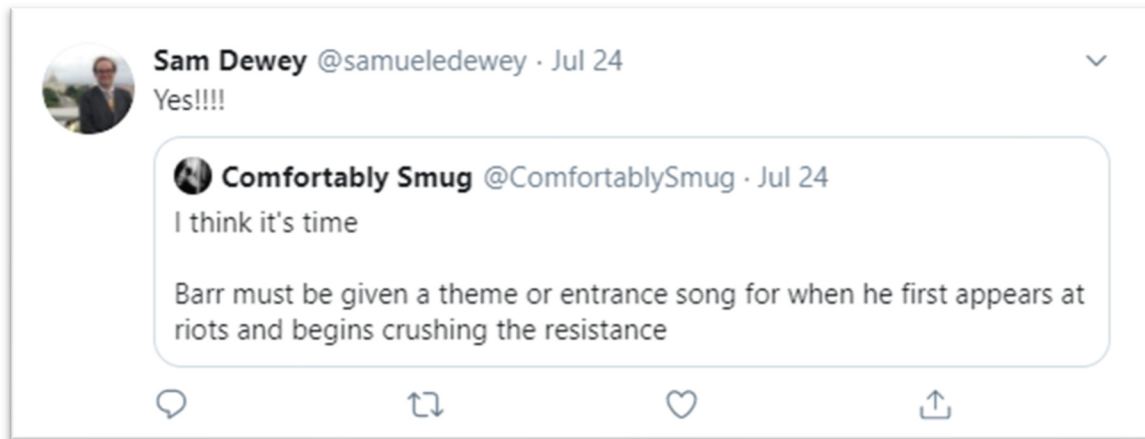 Sam Dewey @samueledewey · Jul 24
Yes!!!!
Comfortably Smug @ComfortablySmug · Jul 24
I think it's time
Barr must be given a theme or entrance song for when he first appears at
riots and begins crushing the resistance